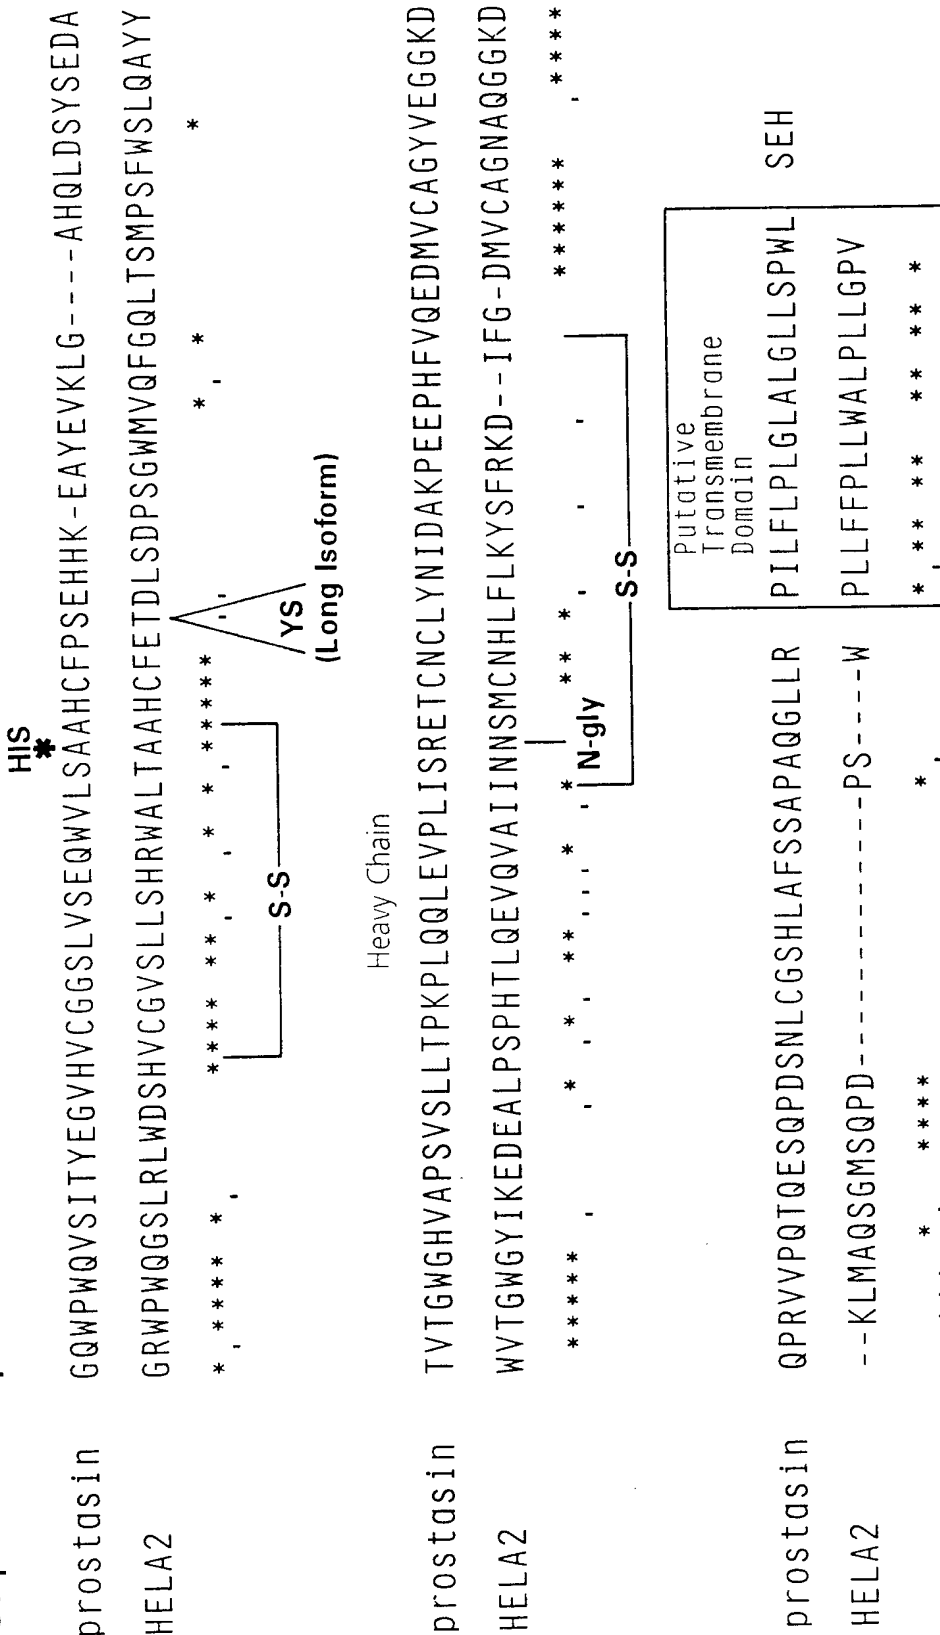 HIS
*
prostasin GQWPWQVSITYEGVHVCGGSLVSEQWVLSAAHCFPSEHHK-EAYEVKLG----AHQLDSYSEDA
HELA2 GRWPWQGSLRLWDSHVCGVSLLSHRWALTAAHCFETDLSDPSGWMVQFGQLTSMPSFWSLQAYY
S-S
YS
(Long Isoform)
Heavy Chain
prostasin TVTGWGHVAPSVSLLTPKPLQQLEVPLISRETCNCLYNIDAKPEEPHFVQEDMVCAGYVEGGKD
HELA2 WVTGWGYIKEDEALPSPHTLQEVQVAIINNSMCNHLFLKYSFRKD--IFG-DMVCAGNAQGGKD
N-gly
S-S
Putative
Transmembrane
Domain
prostasin QPRVVPQTQESQPDSNLCGSHLAFSSAPAQGLLR PILFLPLGLALGLLSPWL SEH
HELA2 --KLMAQSGMSQPD-------------PS----W PLLFFPLLWALPLLGPV